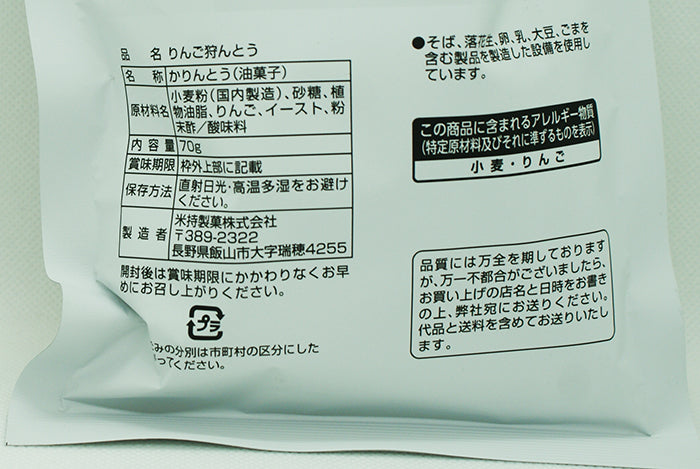 品 名 りんご狩んとう
名 称 かりんとう(油菓子)
原材料名 小麦粉(国内製造)、砂糖、植
物油脂、りんご、イースト、粉
末酢/酸味料
内容量 70g
賞味期限 枠外上部に記載
保存方法 直射日光・高温多湿をお避け
ください。
製造者 米持製菓株式会社
〒389-2322
長野県飯山市大字瑞穂4255
開封後は賞味期限にかかわりなくお早
めにお召し上がりください。
プラ
ごみの分別は市町村の区分にした
がってください。
●そば、落花生、卵、乳、大豆、ごまを
含む製品を製造した設備を使用し
ています。
この商品に含まれるアレルギー物質
(特定原材料及びそれに準ずるものを表示)
小麦・りんご
品質には万全を期しております
が、万一不都合がございましたら、
お買い上げの店名と日時をお書き
の上、弊社宛にお送りください。
代品と送料を含めてお送りいたし
ます。